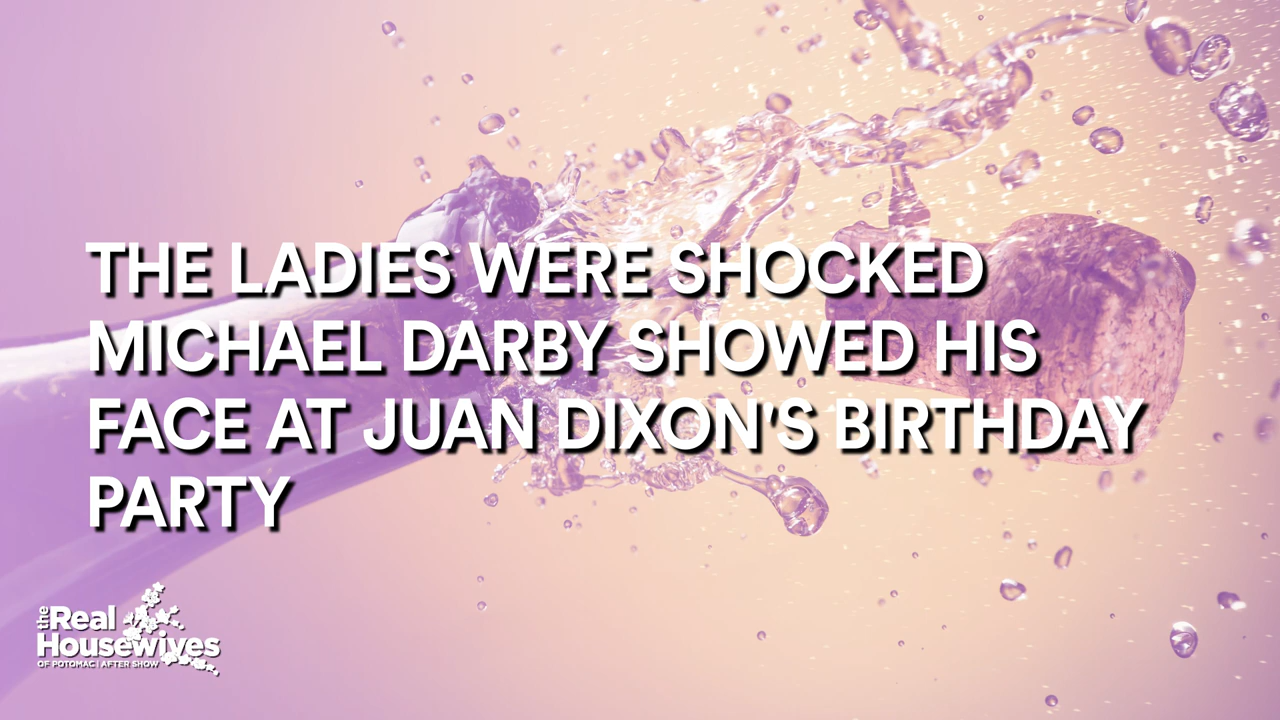 THE LADIES WERE SHOCKED
MICHAEL DARBY SHOWED HIS
FACE AT JUAN DIXON'S BIRTHDAY
PARTY
the Real
Housewives
OF POTOMAC | AFTER SHOW